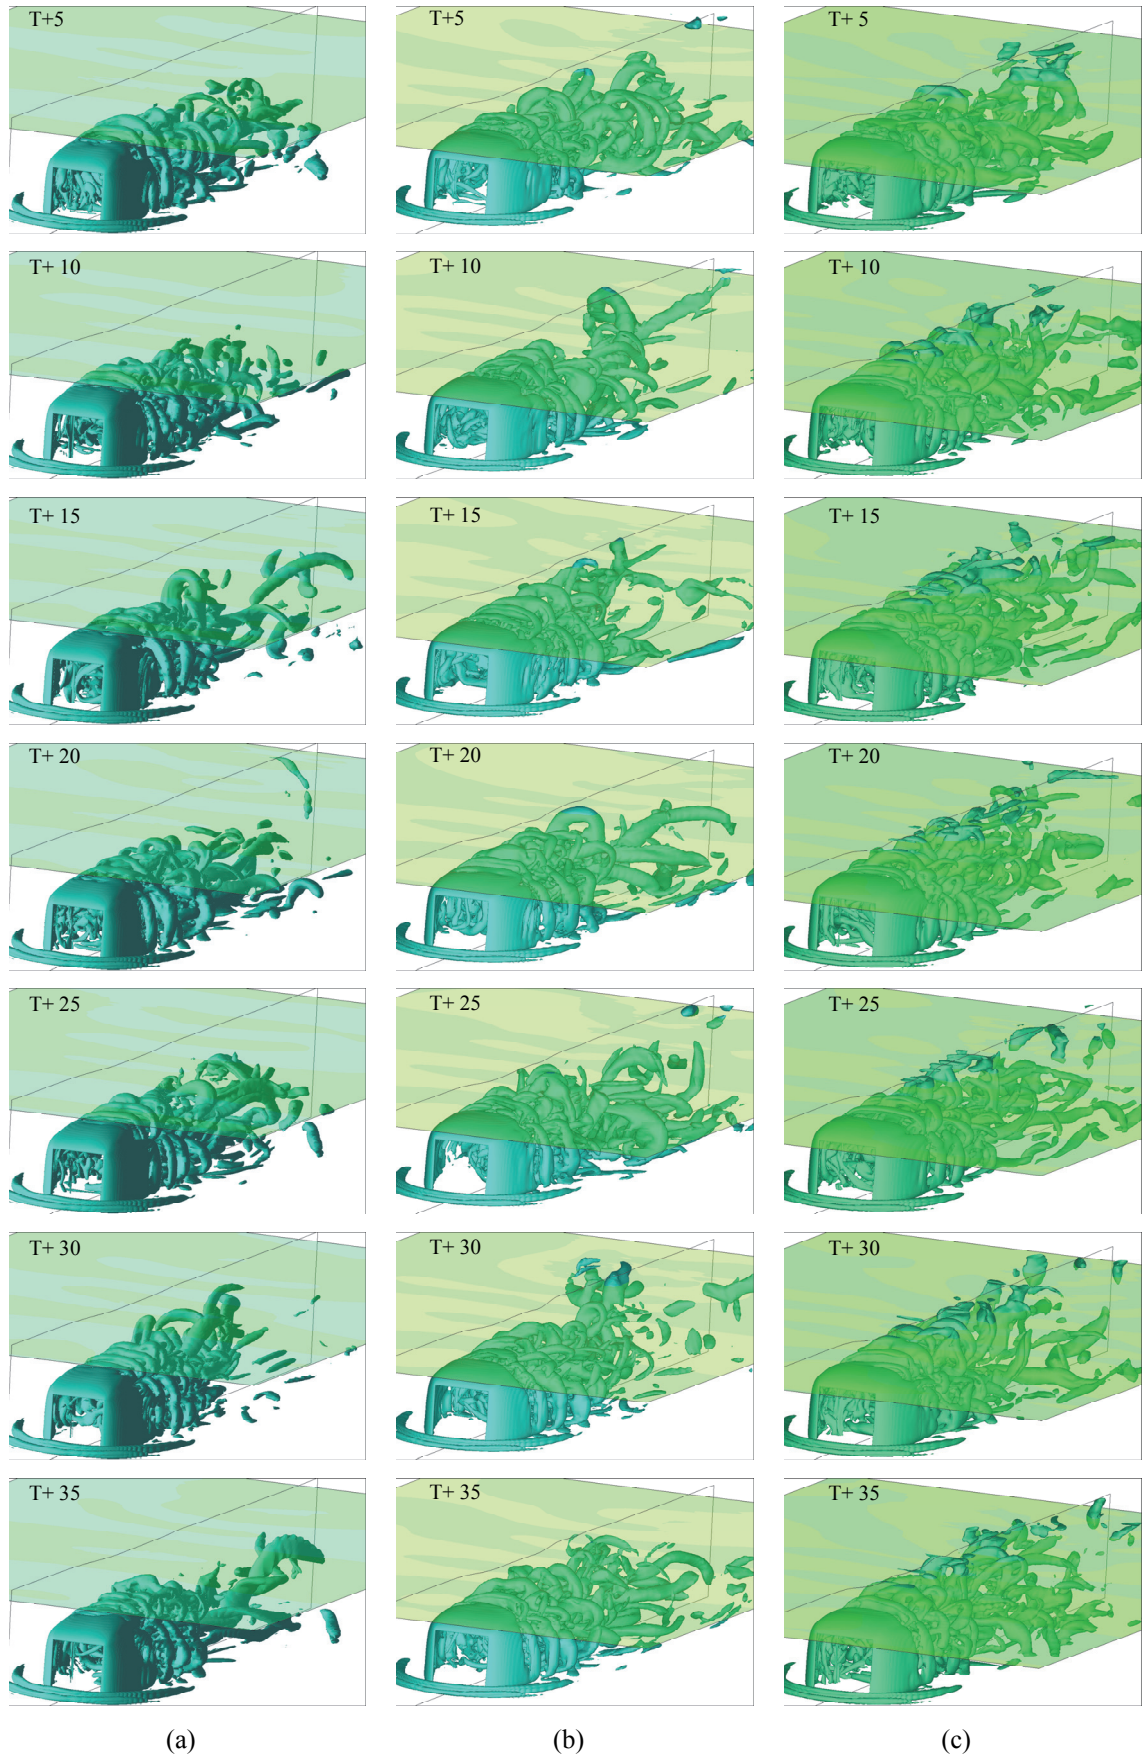 T+5 T+5 T+ 5
T+ 10 T+ 10 T+ 10
T+ 15 T+ 15 T+ 15
T+ 20 T+ 20 T+ 20
T+ 25 T+ 25 T+ 25
T+ 30 T+ 30 T+ 30
T+ 35 T+ 35 T+ 35
(a) (b) (c)